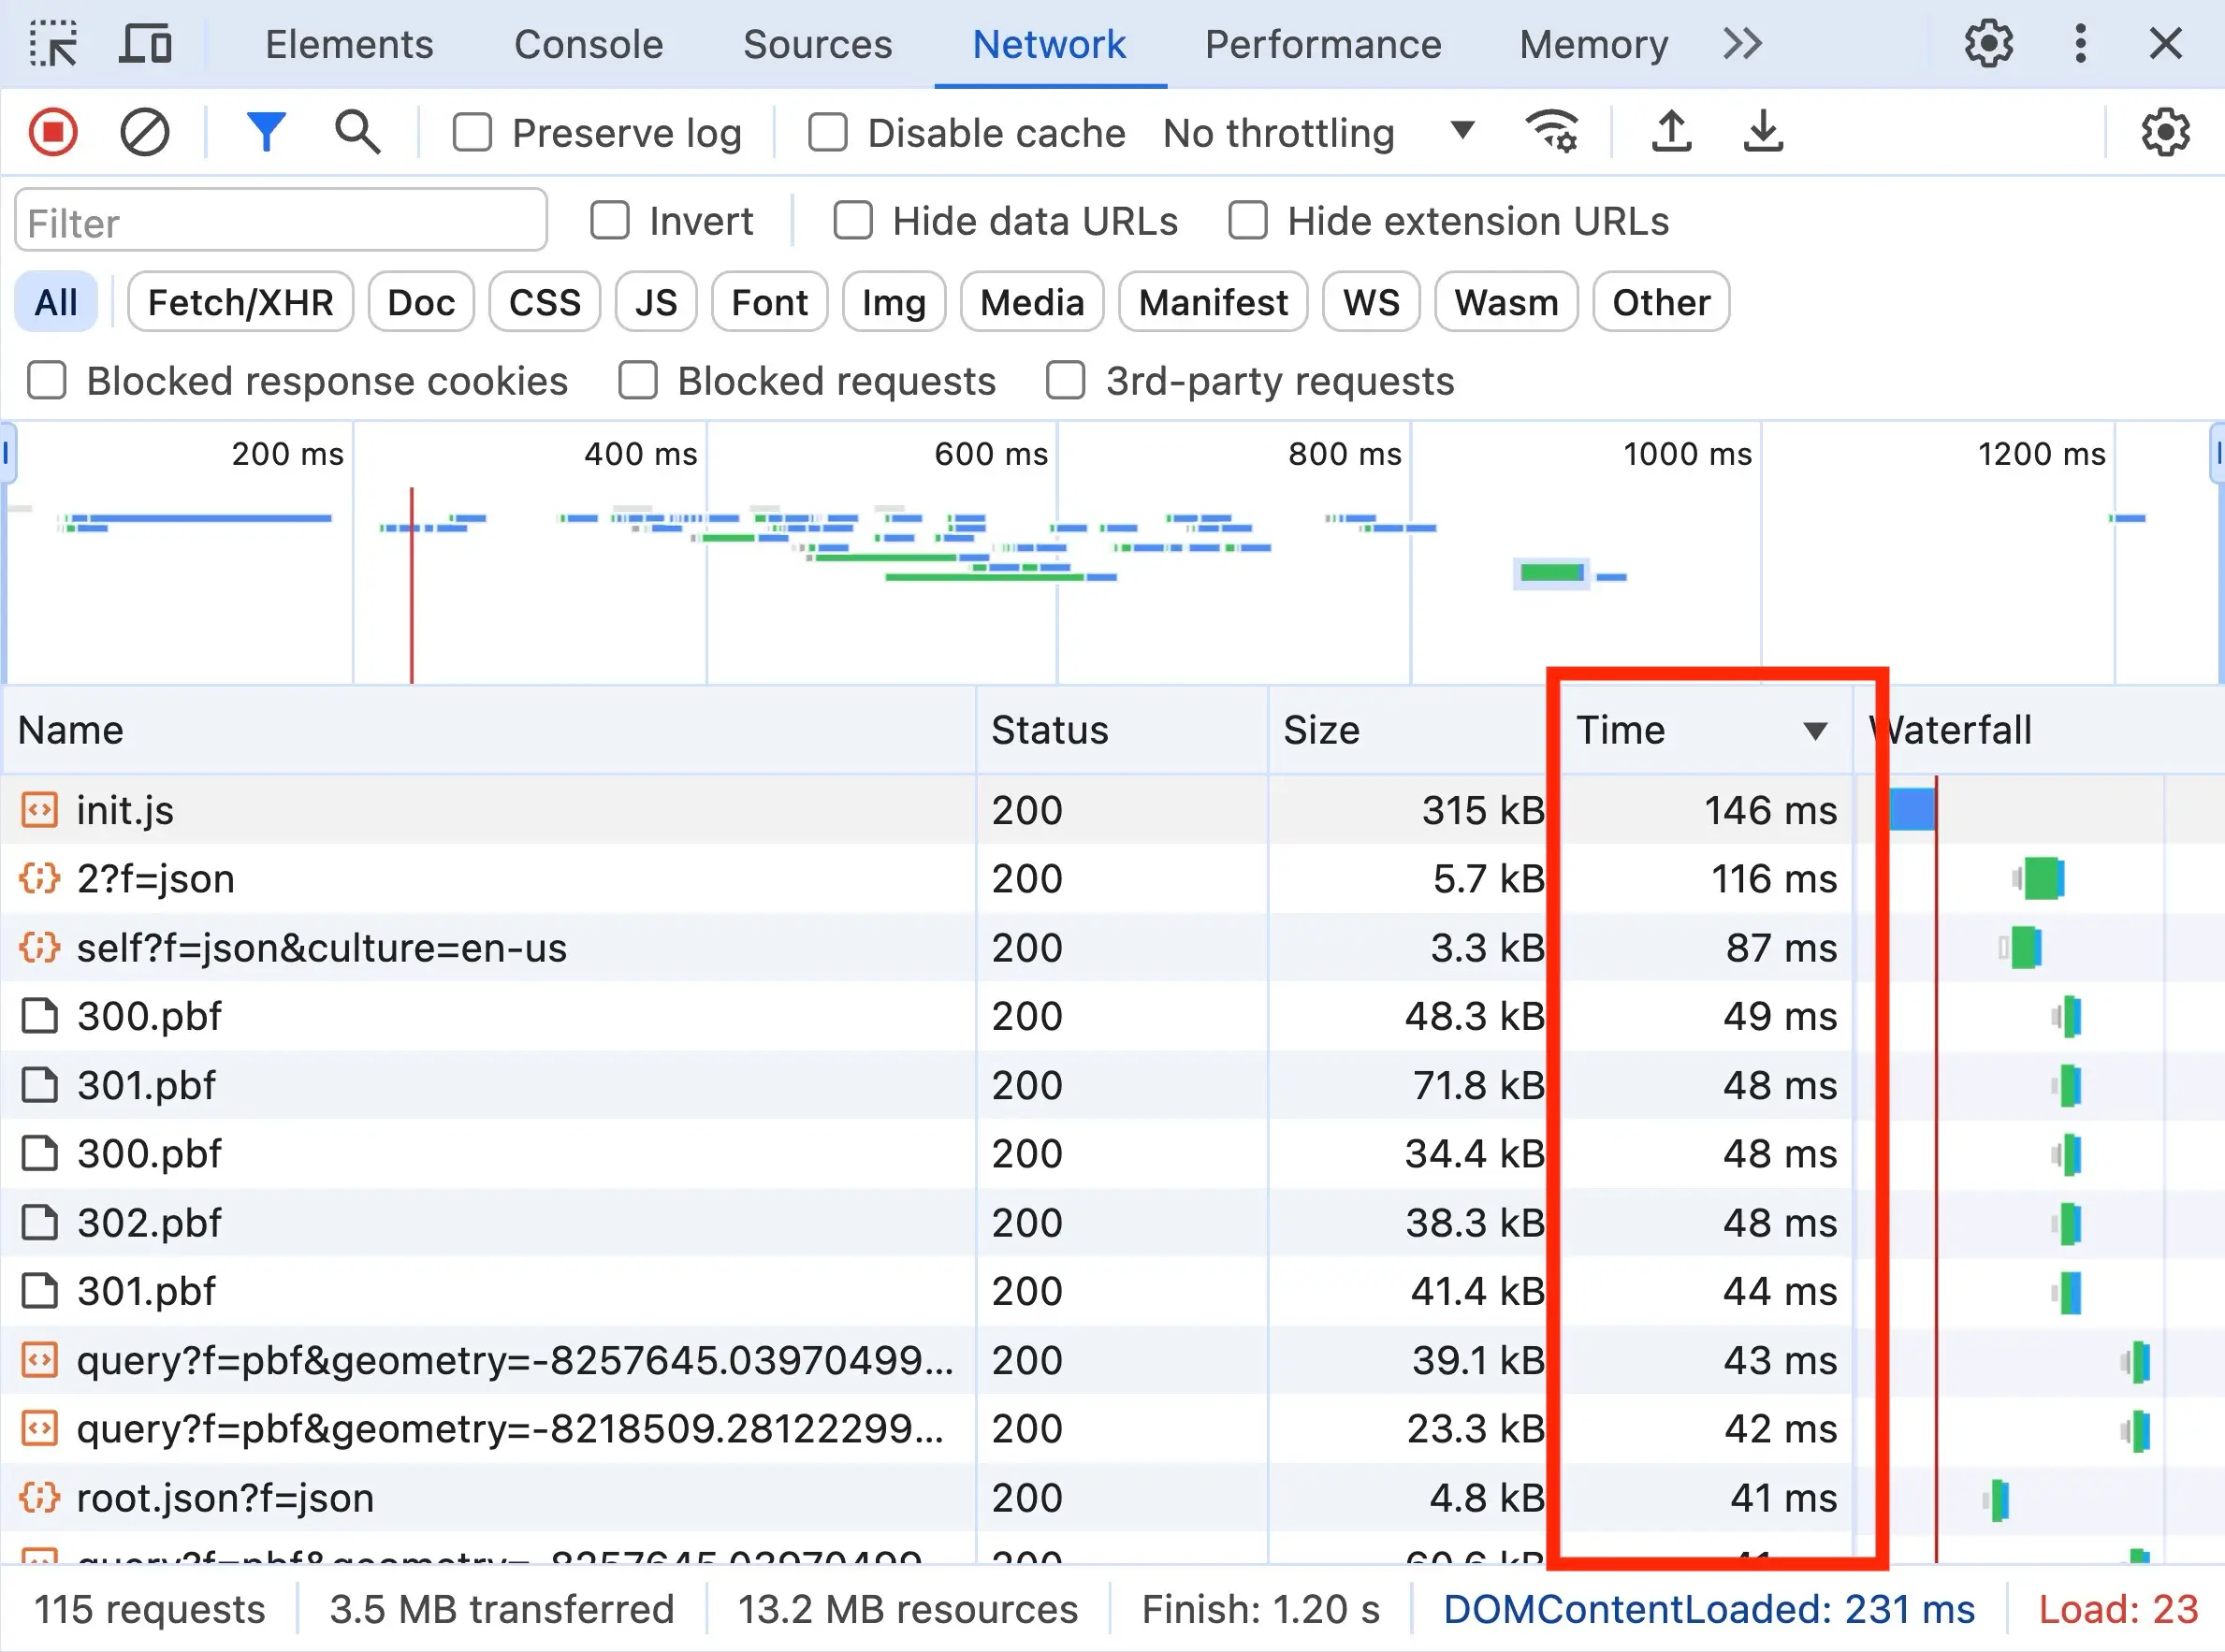 Elements Console Sources Network Performance Memory
Preserve log Disable cache No throttling
Filter Invert Hide data URLs Hide extension URLs
All Fetch/XHR Doc CSS JS Font Img Media Manifest WS Wasm Other
Blocked response cookies Blocked requests 3rd-party requests
200 ms 400 ms 600 ms 800 ms 1000 ms 1200 ms
Name Status Size Time Waterfall
init.js 200 315 kB 146 ms
2?f=json 200 5.7 kB 116 ms
self?f=json&culture=en-us 200 3.3 kB 87 ms
300.pbf 200 48.3 kB 49 ms
301.pbf 200 71.8 kB 48 ms
300.pbf 200 34.4 kB 48 ms
302.pbf 200 38.3 kB 48 ms
301.pbf 200 41.4 kB 44 ms
query?f=pbf&geometry=-8257645.03970499... 200 39.1 kB 43 ms
query?f=pbf&geometry=-8218509.28122299... 200 23.3 kB 42 ms
root.json?f=json 200 4.8 kB 41 ms
115 requests 3.5 MB transferred 13.2 MB resources Finish: 1.20 s DOMContentLoaded: 231 ms Load: 23